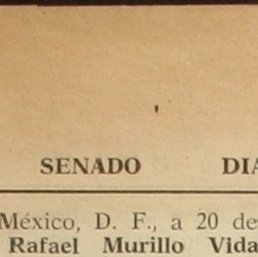 SENADO DIA
México, D. F., a 20 de
Rafael Murillo Vida